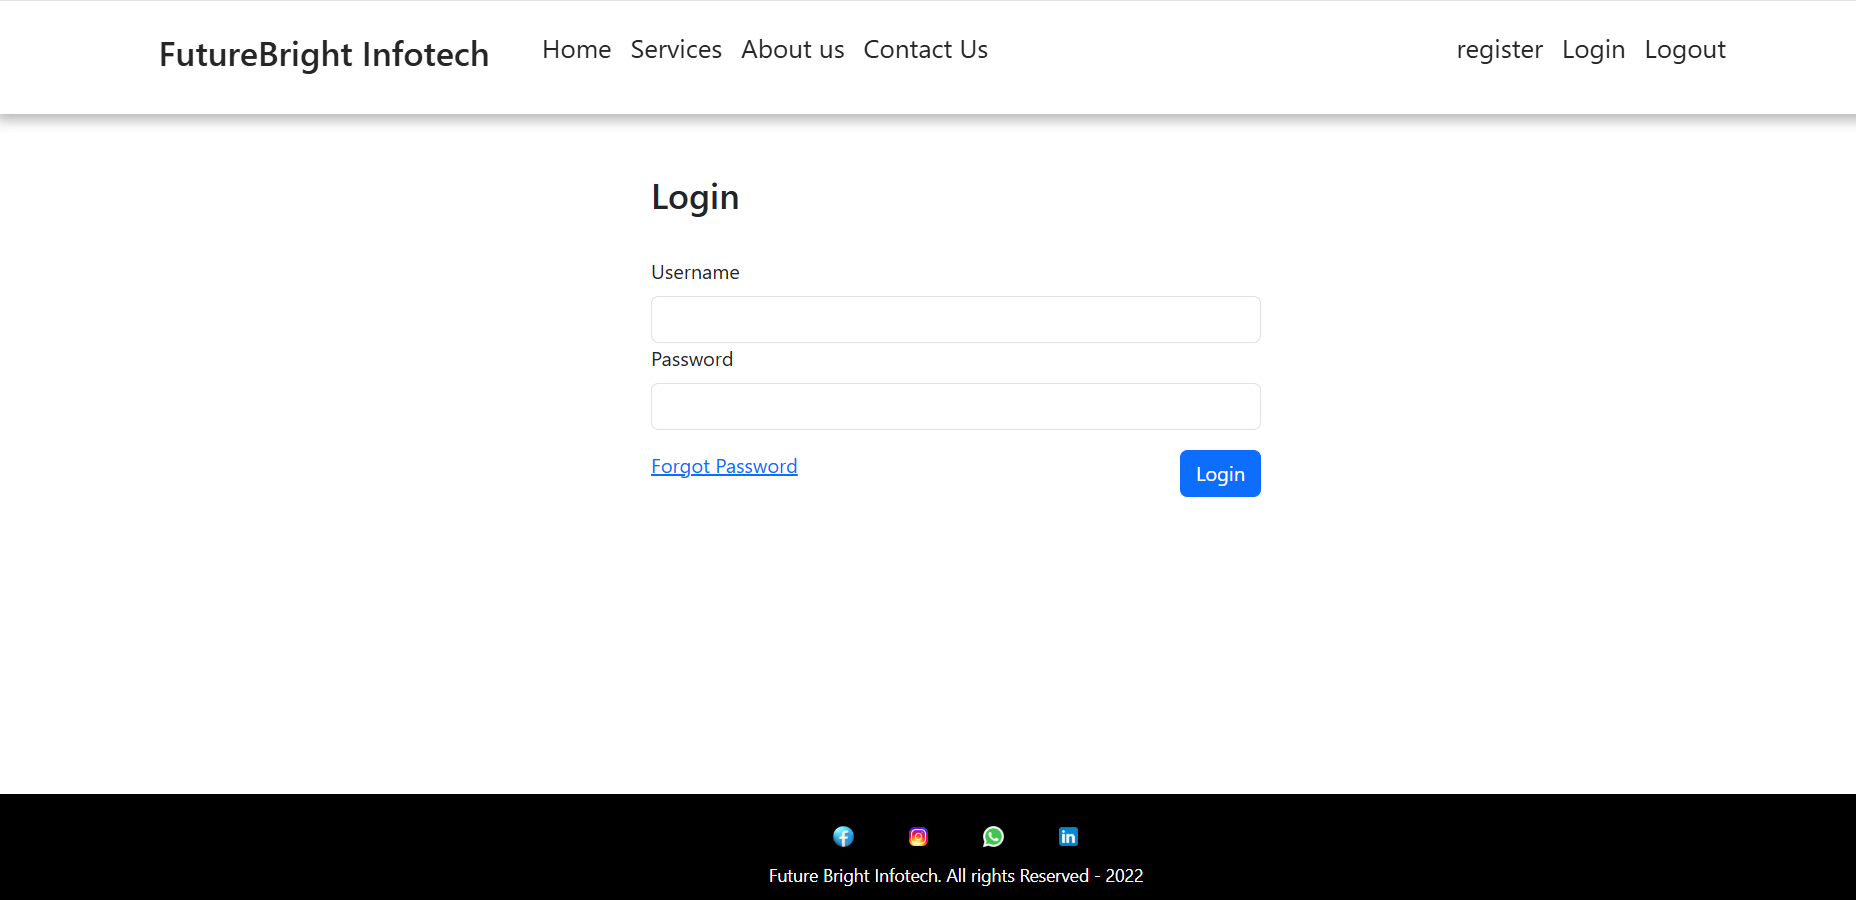 FutureBright Infotech Home Services About us Contact Us register Login Logout
Login
Username
Password
Forgot Password Login
Future Bright Infotech. All rights Reserved - 2022